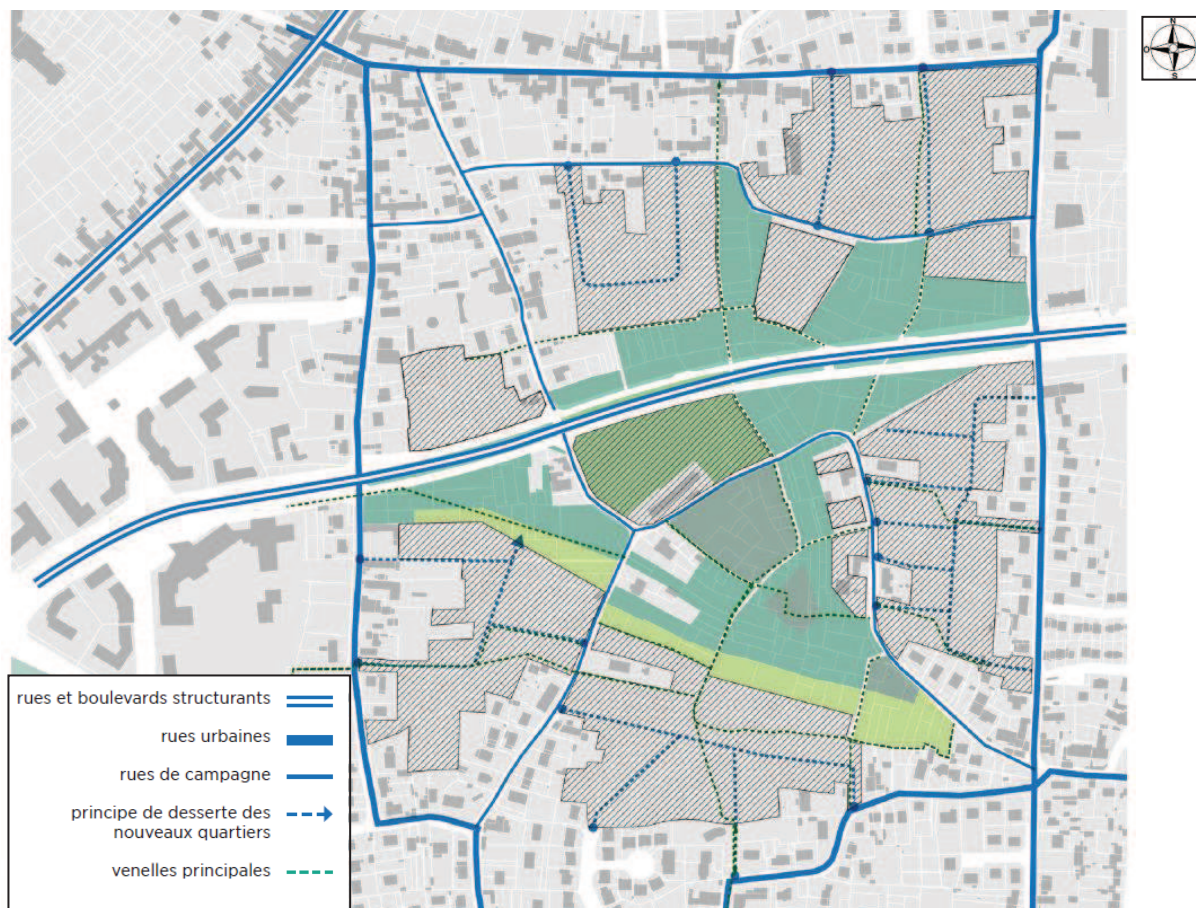 N
O
E
S
rues et boulevards structurants
rues urbaines
rues de campagne
principe de desserte des
nouveaux quartiers
venelles principales